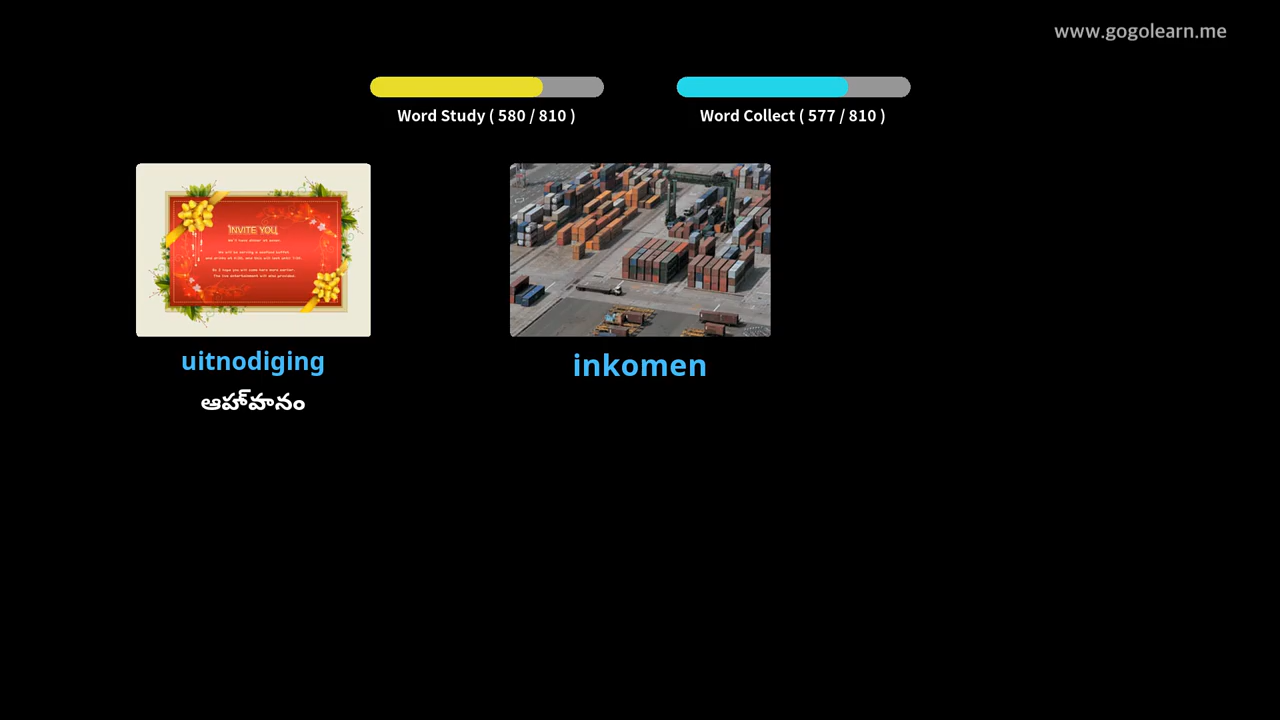 www.gogolearn.me
Word Study ( 580 / 810 )
Word Collect ( 577 / 810 )
INVITE YOU
uitnodiging
ఆహ్వానం
inkomen